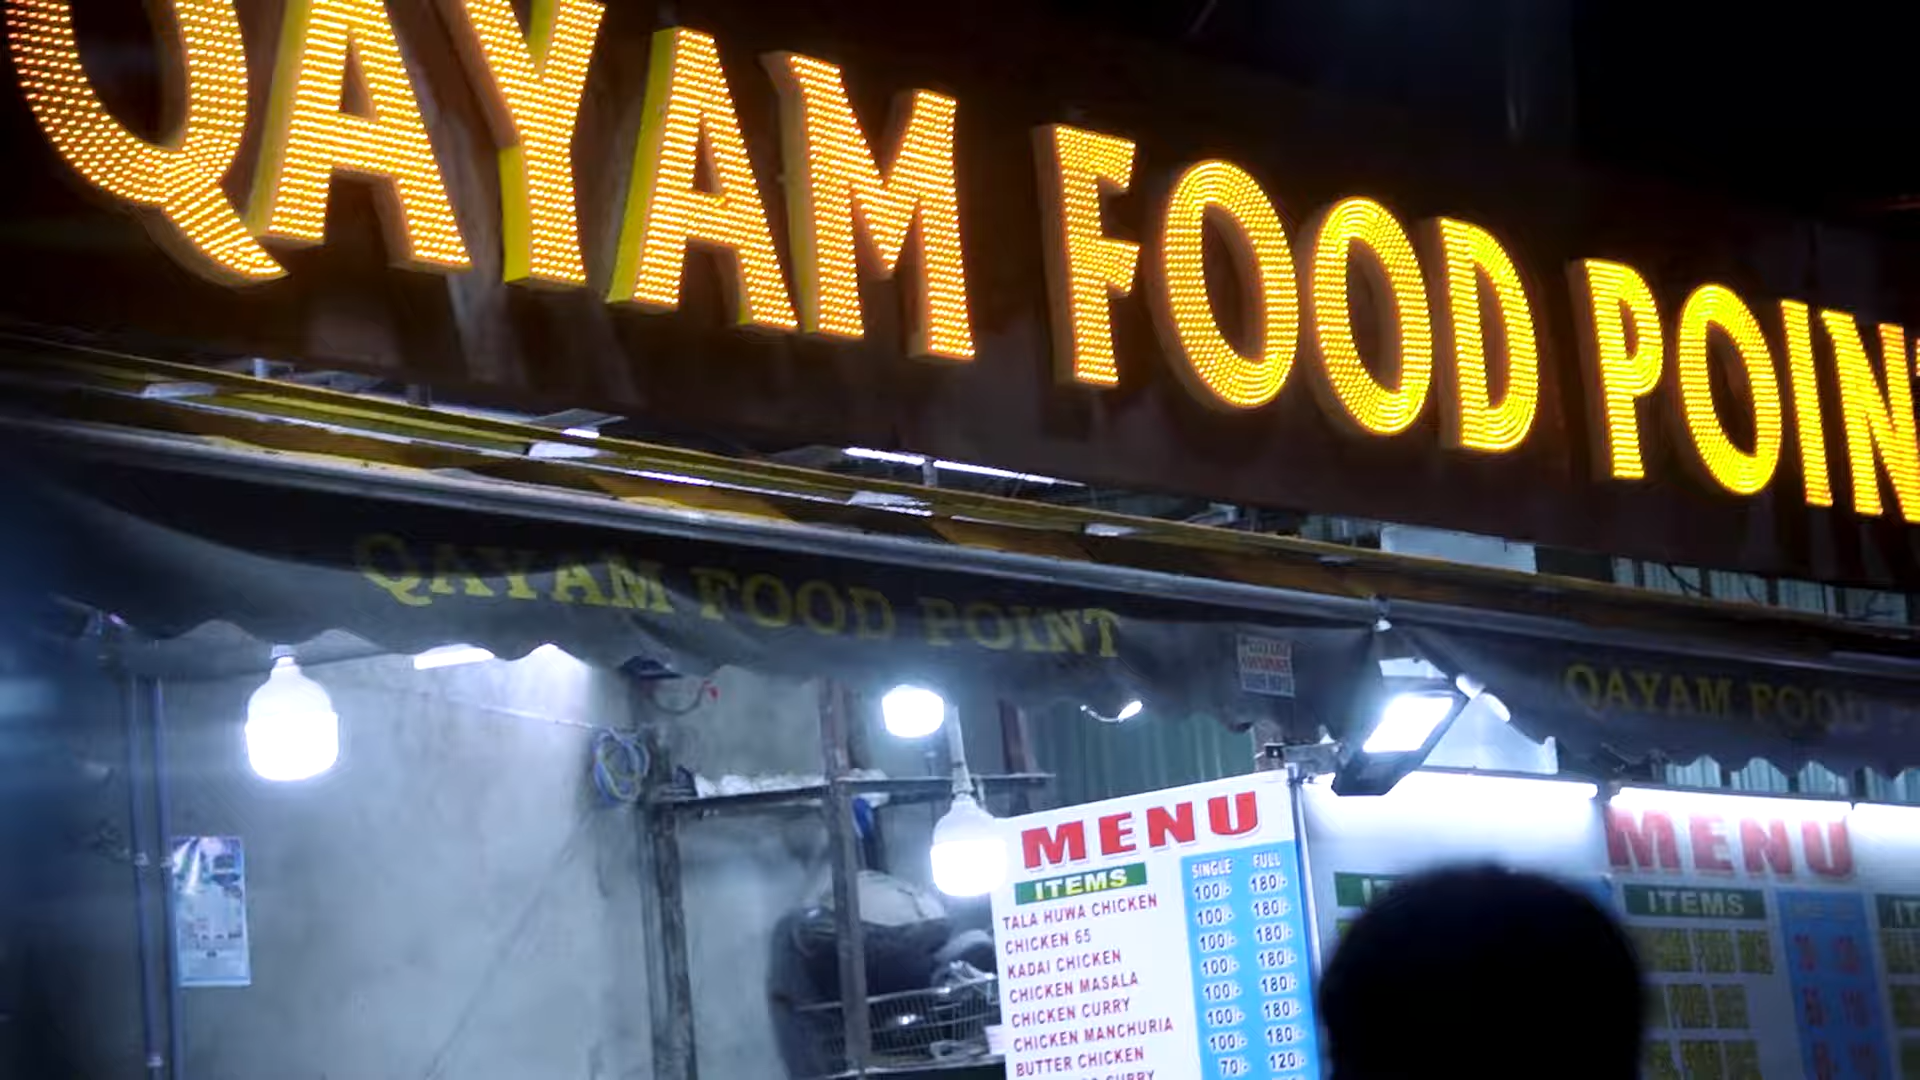 QAYAM FOOD POINT
QAYAM FOOD POINT
QAYAM FOOD
MENU
ITEMS SINGLE FULL
TALA HUWA CHICKEN 100/- 180/-
CHICKEN 65 100/- 180/-
KADAI CHICKEN 100/- 180/-
CHICKEN MASALA 100/- 180/-
CHICKEN CURRY 100/- 180/-
CHICKEN MANCHURIA 100/- 180/-
BUTTER CHICKEN 100/- 180/-
CURRY 70/- 120/-
MENU
ITEMS